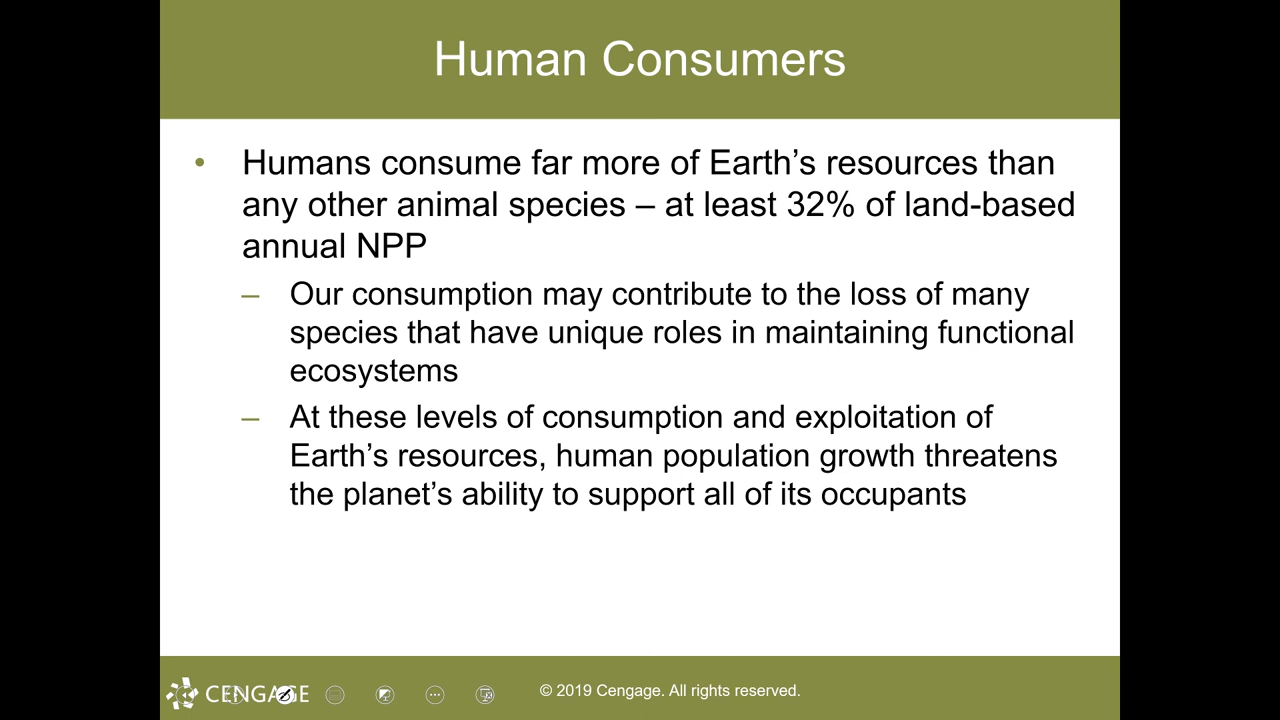 Human Consumers
• Humans consume far more of Earth’s resources than
any other animal species – at least 32% of land-based
annual NPP
– Our consumption may contribute to the loss of many
species that have unique roles in maintaining functional
ecosystems
– At these levels of consumption and exploitation of
Earth’s resources, human population growth threatens
the planet’s ability to support all of its occupants
CENGAGE
© 2019 Cengage. All rights reserved.